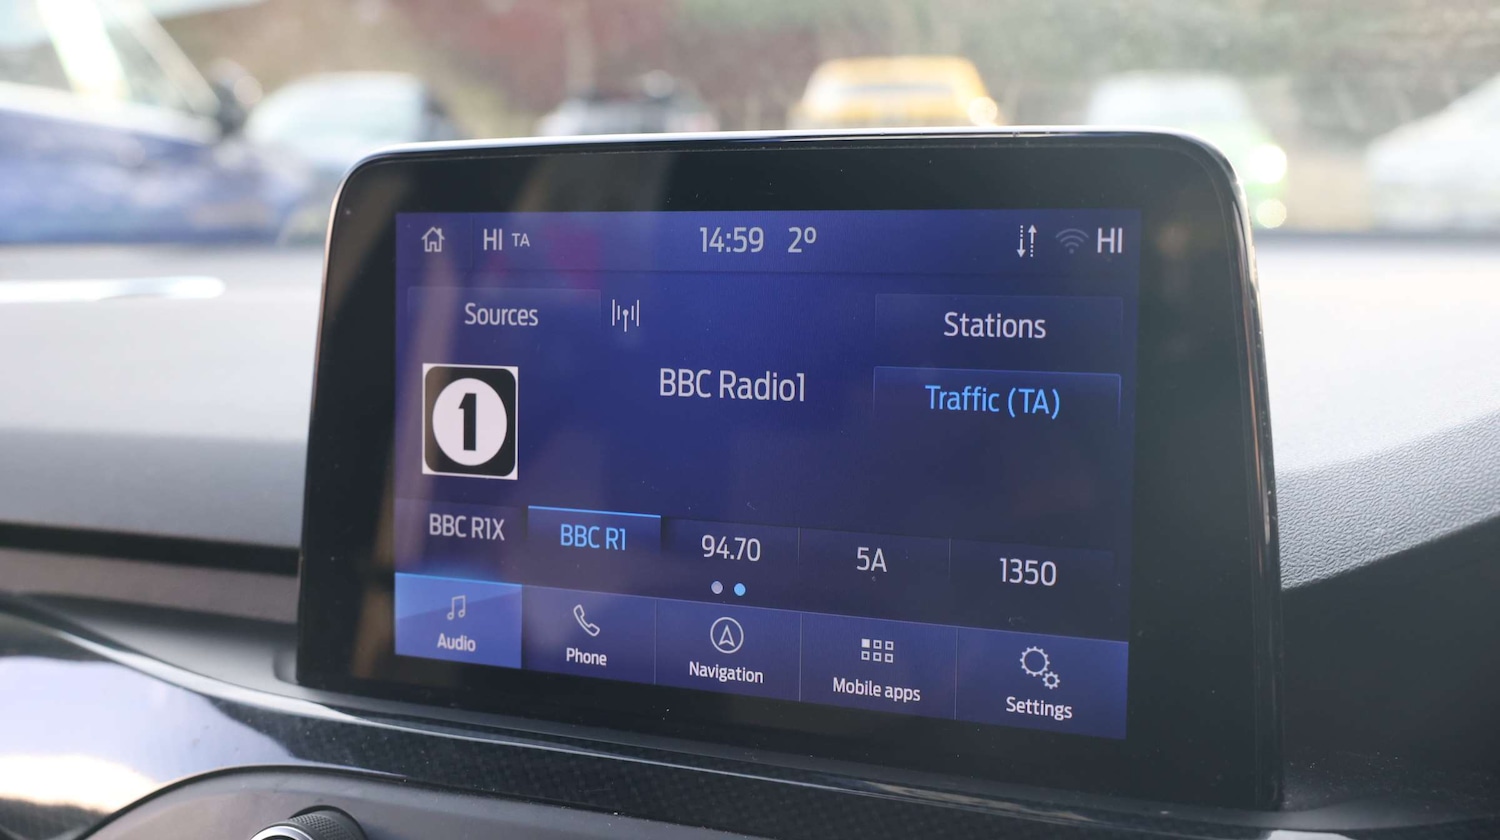 HI TA 14:59 2º HI
Sources
Stations
BBC Radio1
Traffic (TA)
1
BBC R1X
BBC R1
94.70
5A
1350
Audio
Phone
Navigation
Mobile apps
Settings